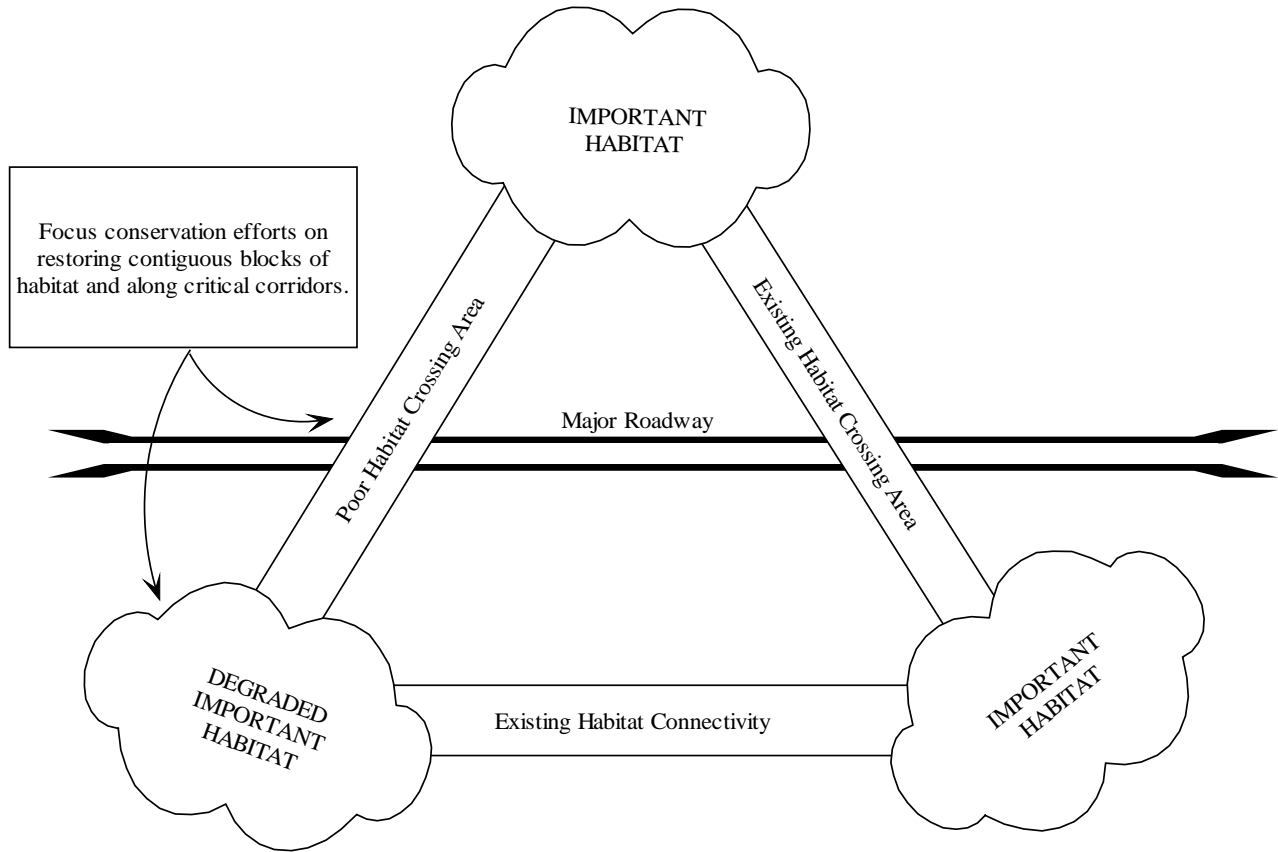 IMPORTANT
HABITAT
Focus conservation efforts on
restoring contiguous blocks of
habitat and along critical corridors.
Poor Habitat Crossing Area
Existing Habitat Crossing Area
Major Roadway
DEGRADED
IMPORTANT
HABITAT
Existing Habitat Connectivity
IMPORTANT
HABITAT